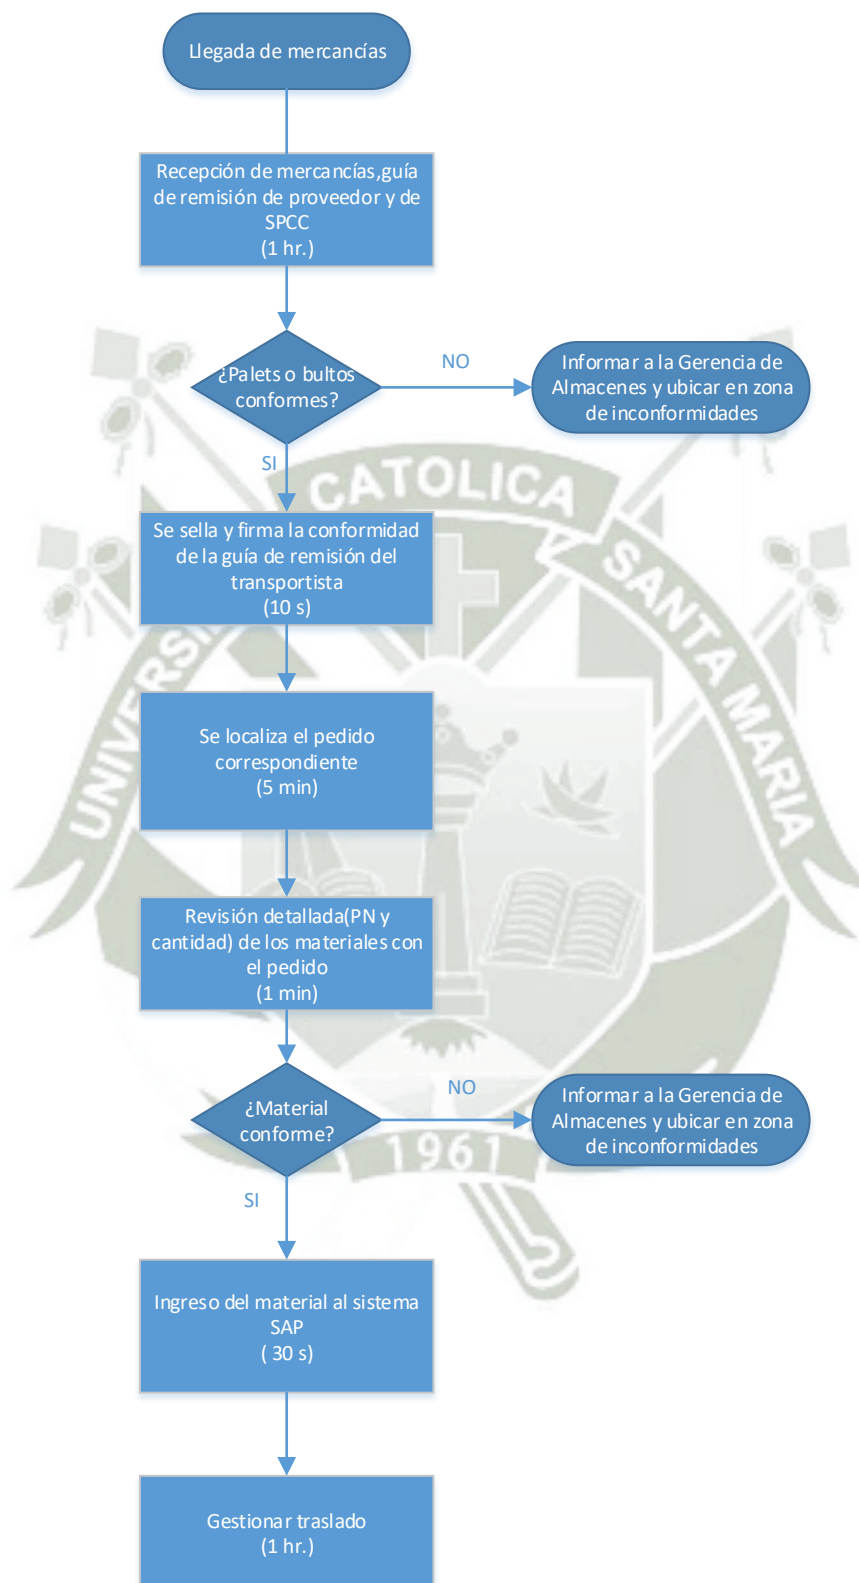 Llegada de mercancías
Recepción de mercancías,guía
de remisión de proveedor y de
SPCC
(1 hr.)
¿Palets o bultos
conformes?
NO
Informar a la Gerencia de
Almacenes y ubicar en zona
de inconformidades
SI
CATOLICA
Se sella y firma la conformidad
de la guía de remisión del
transportista
(10 s)
SANTA MARIA
UNIVERSI
Se localiza el pedido
correspondiente
(5 min)
Revisión detallada(PN y
cantidad) de los materiales con
el pedido
(1 min)
¿Material
conforme?
NO
Informar a la Gerencia de
Almacenes y ubicar en zona
de inconformidades
1961
SI
Ingreso del material al sistema
SAP
( 30 s)
Gestionar traslado
(1 hr.)